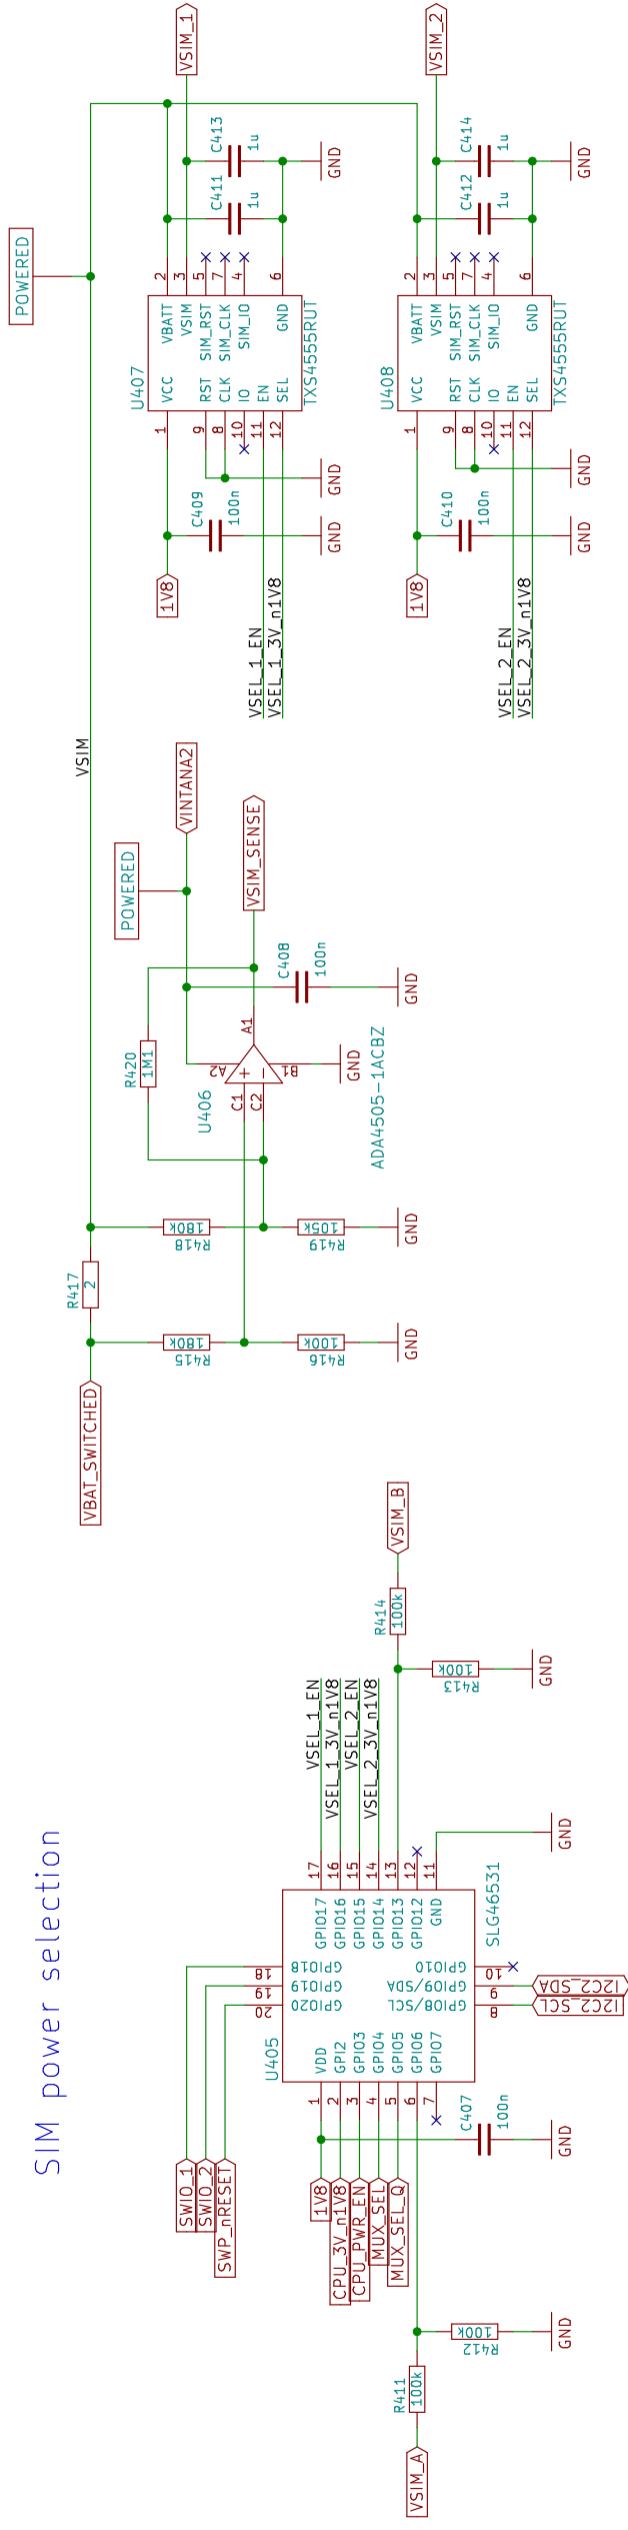 SIM power selection
SWIO_1
SWIO_2
SWP_nRESET
1V8
CPU_3V_n1V8
CPU_PWR_EN
MUX_SEL
MUX_SEL_Q
VSIM_A
R411
100k
R412
100k
GND
C407
100n
GND
U405
SLG46531
1
VDD
2
GPI2
3
GPIO3
4
GPIO4
5
GPIO5
6
GPIO6
7
GPIO7
20
GPIO20
19
GPIO19
18
GPIO18
8
GPIO8/SCL
9
GPIO9/SDA
10
GPIO10
I2C2_SCL
I2C2_SDA
GPIO17
17
GPIO16
16
GPIO15
15
GPIO14
14
GPIO13
13
GPIO12
12
GND
11
GND
VSEL_1_EN
VSEL_1_3V_n1V8
VSEL_2_EN
VSEL_2_3V_n1V8
R413
100k
GND
R414
100k
VSIM_B
VBAT_SWITCHED
R417
2
R415
180k
R416
100k
GND
R418
180k
R419
105k
GND
R420
1M1
U406
ADA4505-1ACBZ
C1
C2
+
−
A2
B1
A1
GND
C408
100n
GND
VSIM_SENSE
POWERED
VINTANA2
VSIM
POWERED
VSEL_1_EN
VSEL_1_3V_n1V8
1V8
C409
100n
GND
GND
U407
TXS4555RUT
1
VCC
9
RST
8
CLK
10
IO
11
EN
12
SEL
VBATT
2
VSIM
3
SIM_RST
5
SIM_CLK
7
SIM_IO
4
GND
6
C411
1u
C413
1u
GND
VSIM_1
VSEL_2_EN
VSEL_2_3V_n1V8
1V8
C410
100n
GND
GND
U408
TXS4555RUT
1
VCC
9
RST
8
CLK
10
IO
11
EN
12
SEL
VBATT
2
VSIM
3
SIM_RST
5
SIM_CLK
7
SIM_IO
4
GND
6
C412
1u
C414
1u
GND
VSIM_2